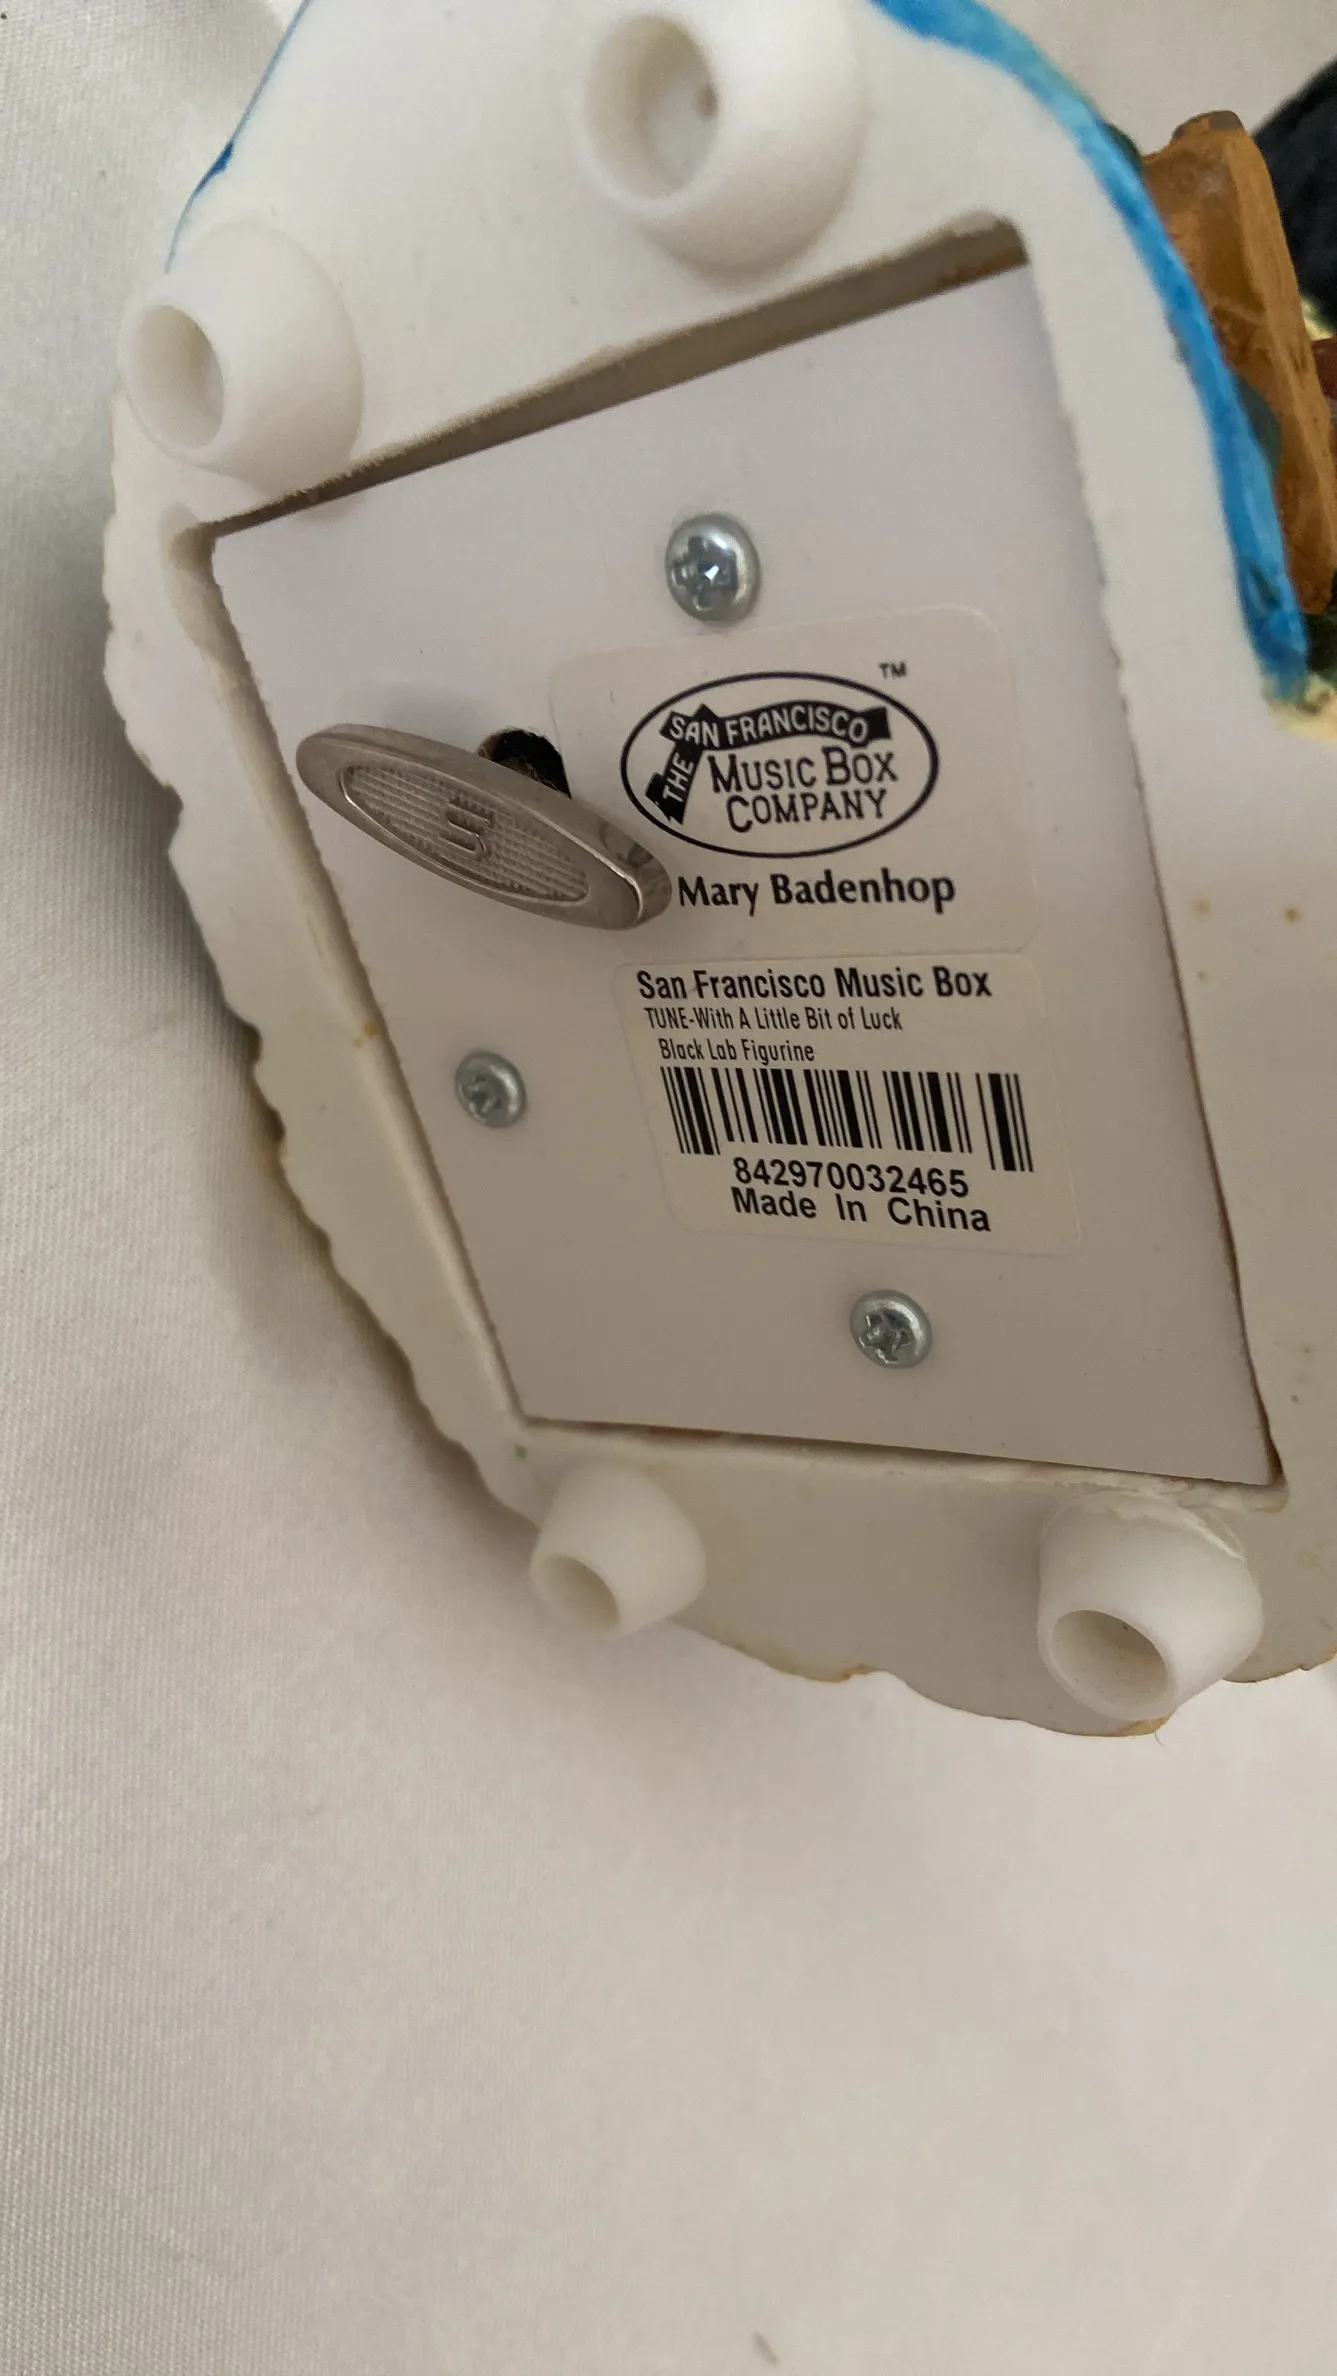 TM
THE SAN FRANCISCO
MUSIC BOX
COMPANY
Mary Badenhop
San Francisco Music Box
TUNE-With A Little Bit of Luck
Black Lab Figurine
842970032465
Made In China
S